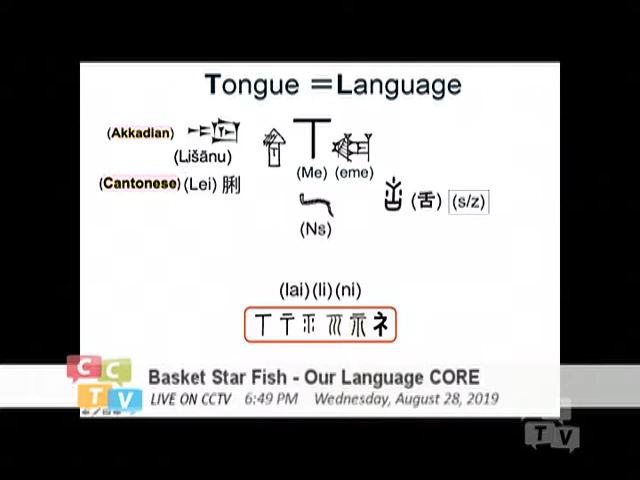 Tongue =Language
(Akkadian)
(Lišānu)
(Cantonese) (Lei) 脷
(Me) (eme)
(舌) (s/z)
(Ns)
(lai)(li)(ni)
CCTV
Basket Star Fish - Our Language CORE
LIVE ON CCTV 6:49 PM Wednesday, August 28, 2019
TV